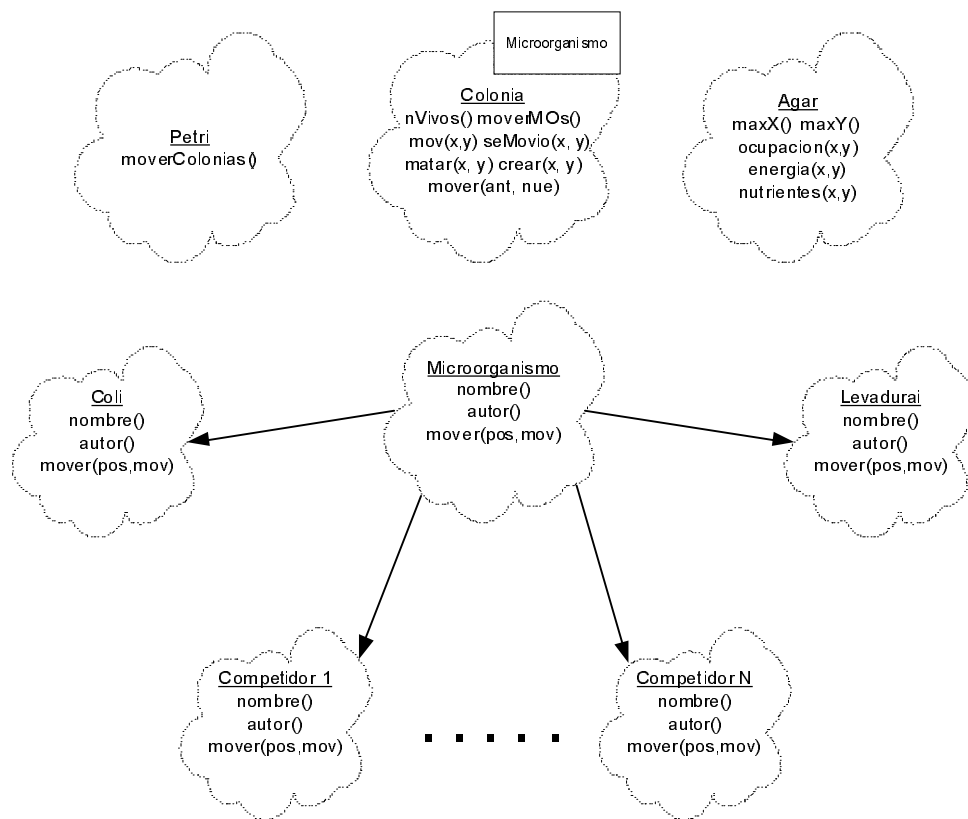 Microorganismo
Petri
moverColonias()
Colonia
nVivos() moverMOs()
mov(x,y) seMovio(x, y)
matar(x, y) crear(x, y)
mover(ant, nue)
Agar
maxX() maxY()
ocupacion(x,y)
energia(x,y)
nutrientes(x,y)
Coli
nombre()
autor()
mover(pos,mov)
Microorganismo
nombre()
autor()
mover(pos,mov)
Levadurai
nombre()
autor()
mover(pos,mov)
Competidor 1
nombre()
autor()
mover(pos,mov)
. . . . .
Competidor N
nombre()
autor()
mover(pos,mov)